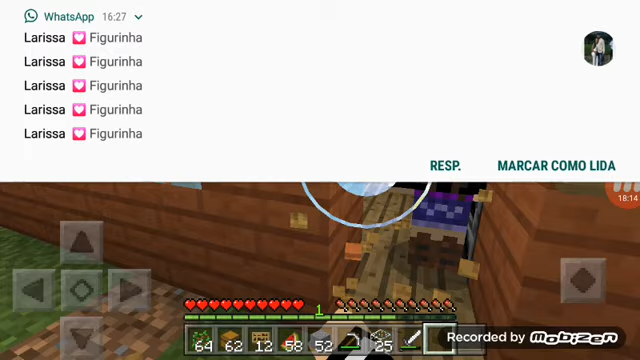 WhatsApp 16:27
Larissa 💟 Figurinha
Larissa 💟 Figurinha
Larissa 💟 Figurinha
Larissa 💟 Figurinha
Larissa 💟 Figurinha
RESP. MARCAR COMO LIDA
18:14
1
64 62 12 58 52 25
Recorded by mobizen